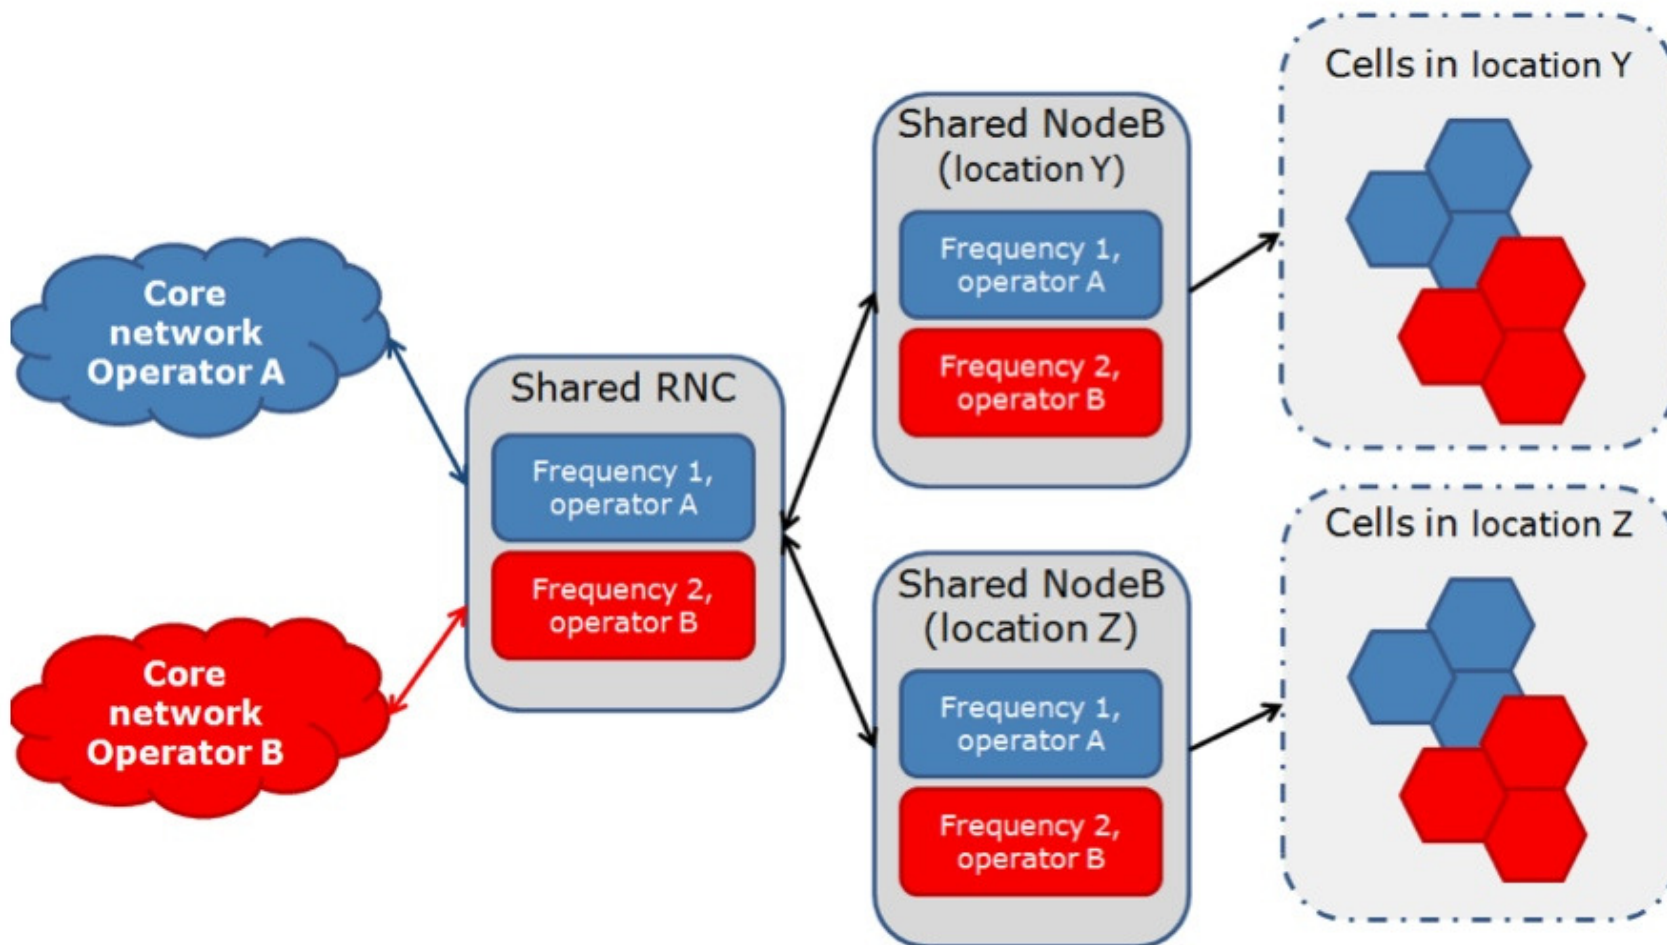 Core
network
Operator A
Core
network
Operator B
Shared RNC
Frequency 1,
operator A
Frequency 2,
operator B
Shared NodeB
(location Y)
Frequency 1,
operator A
Frequency 2,
operator B
Shared NodeB
(location Z)
Frequency 1,
operator A
Frequency 2,
operator B
Cells in location Y
Cells in location Z